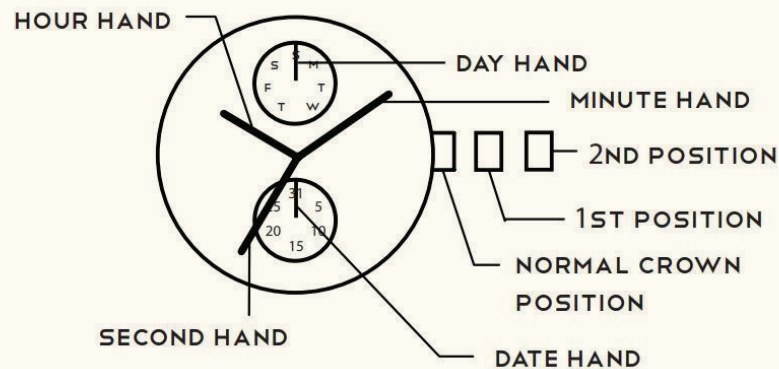 HOUR HAND
DAY HAND
MINUTE HAND
2ND POSITION
1ST POSITION
NORMAL CROWN
POSITION
SECOND HAND
DATE HAND
S
S M
F T
T W
31
25 5
20 10
15